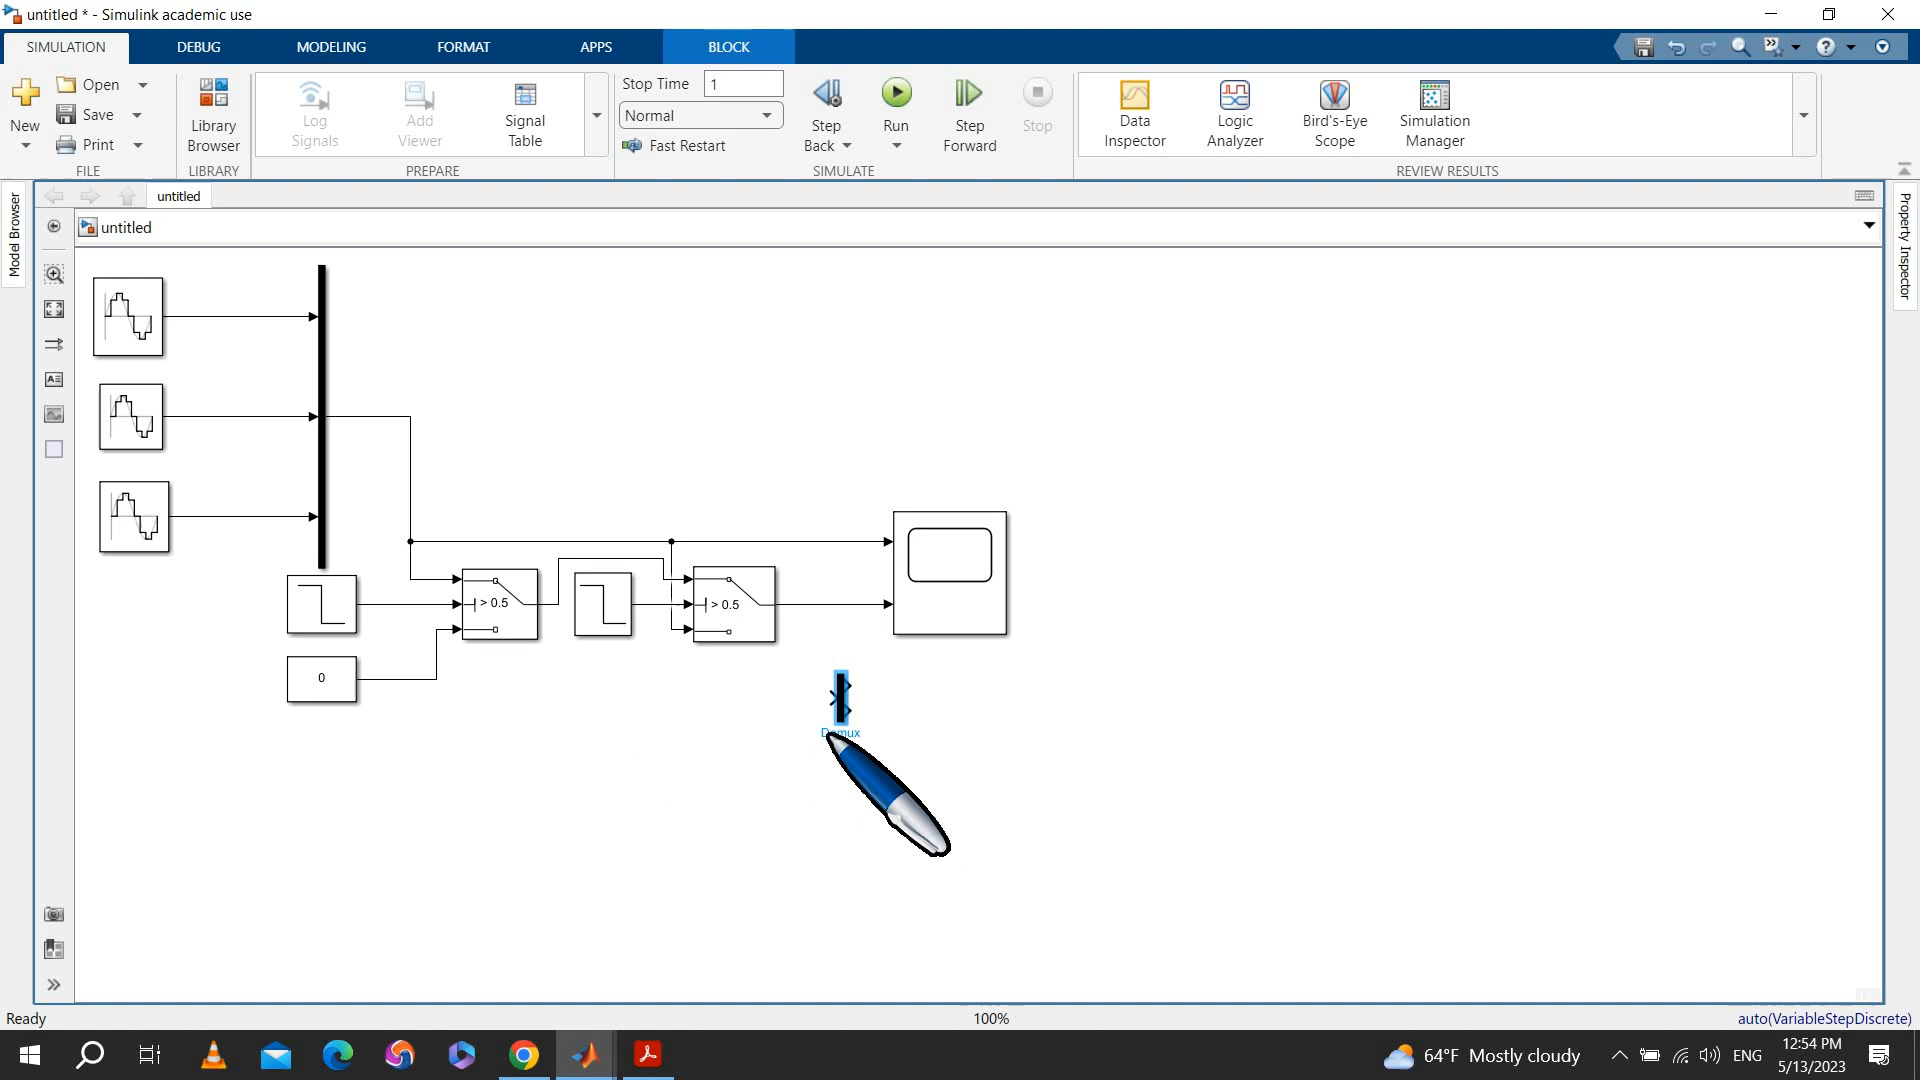 untitled * - Simulink academic use
SIMULATION
DEBUG
MODELING
FORMAT
APPS
BLOCK
New
Open
Save
Print
FILE
Library
Browser
LIBRARY
Log
Signals
Add
Viewer
Signal
Table
PREPARE
Stop Time 1
Normal
Fast Restart
Step
Back
Run
Step
Forward
Stop
SIMULATE
Data
Inspector
Logic
Analyzer
Bird's-Eye
Scope
Simulation
Manager
REVIEW RESULTS
Model Browser
untitled
untitled
Property Inspector
> 0.5
> 0.5
0
Demux
Ready
100%
auto(VariableStepDiscrete)
64°F Mostly cloudy
ENG
12:54 PM
5/13/2023